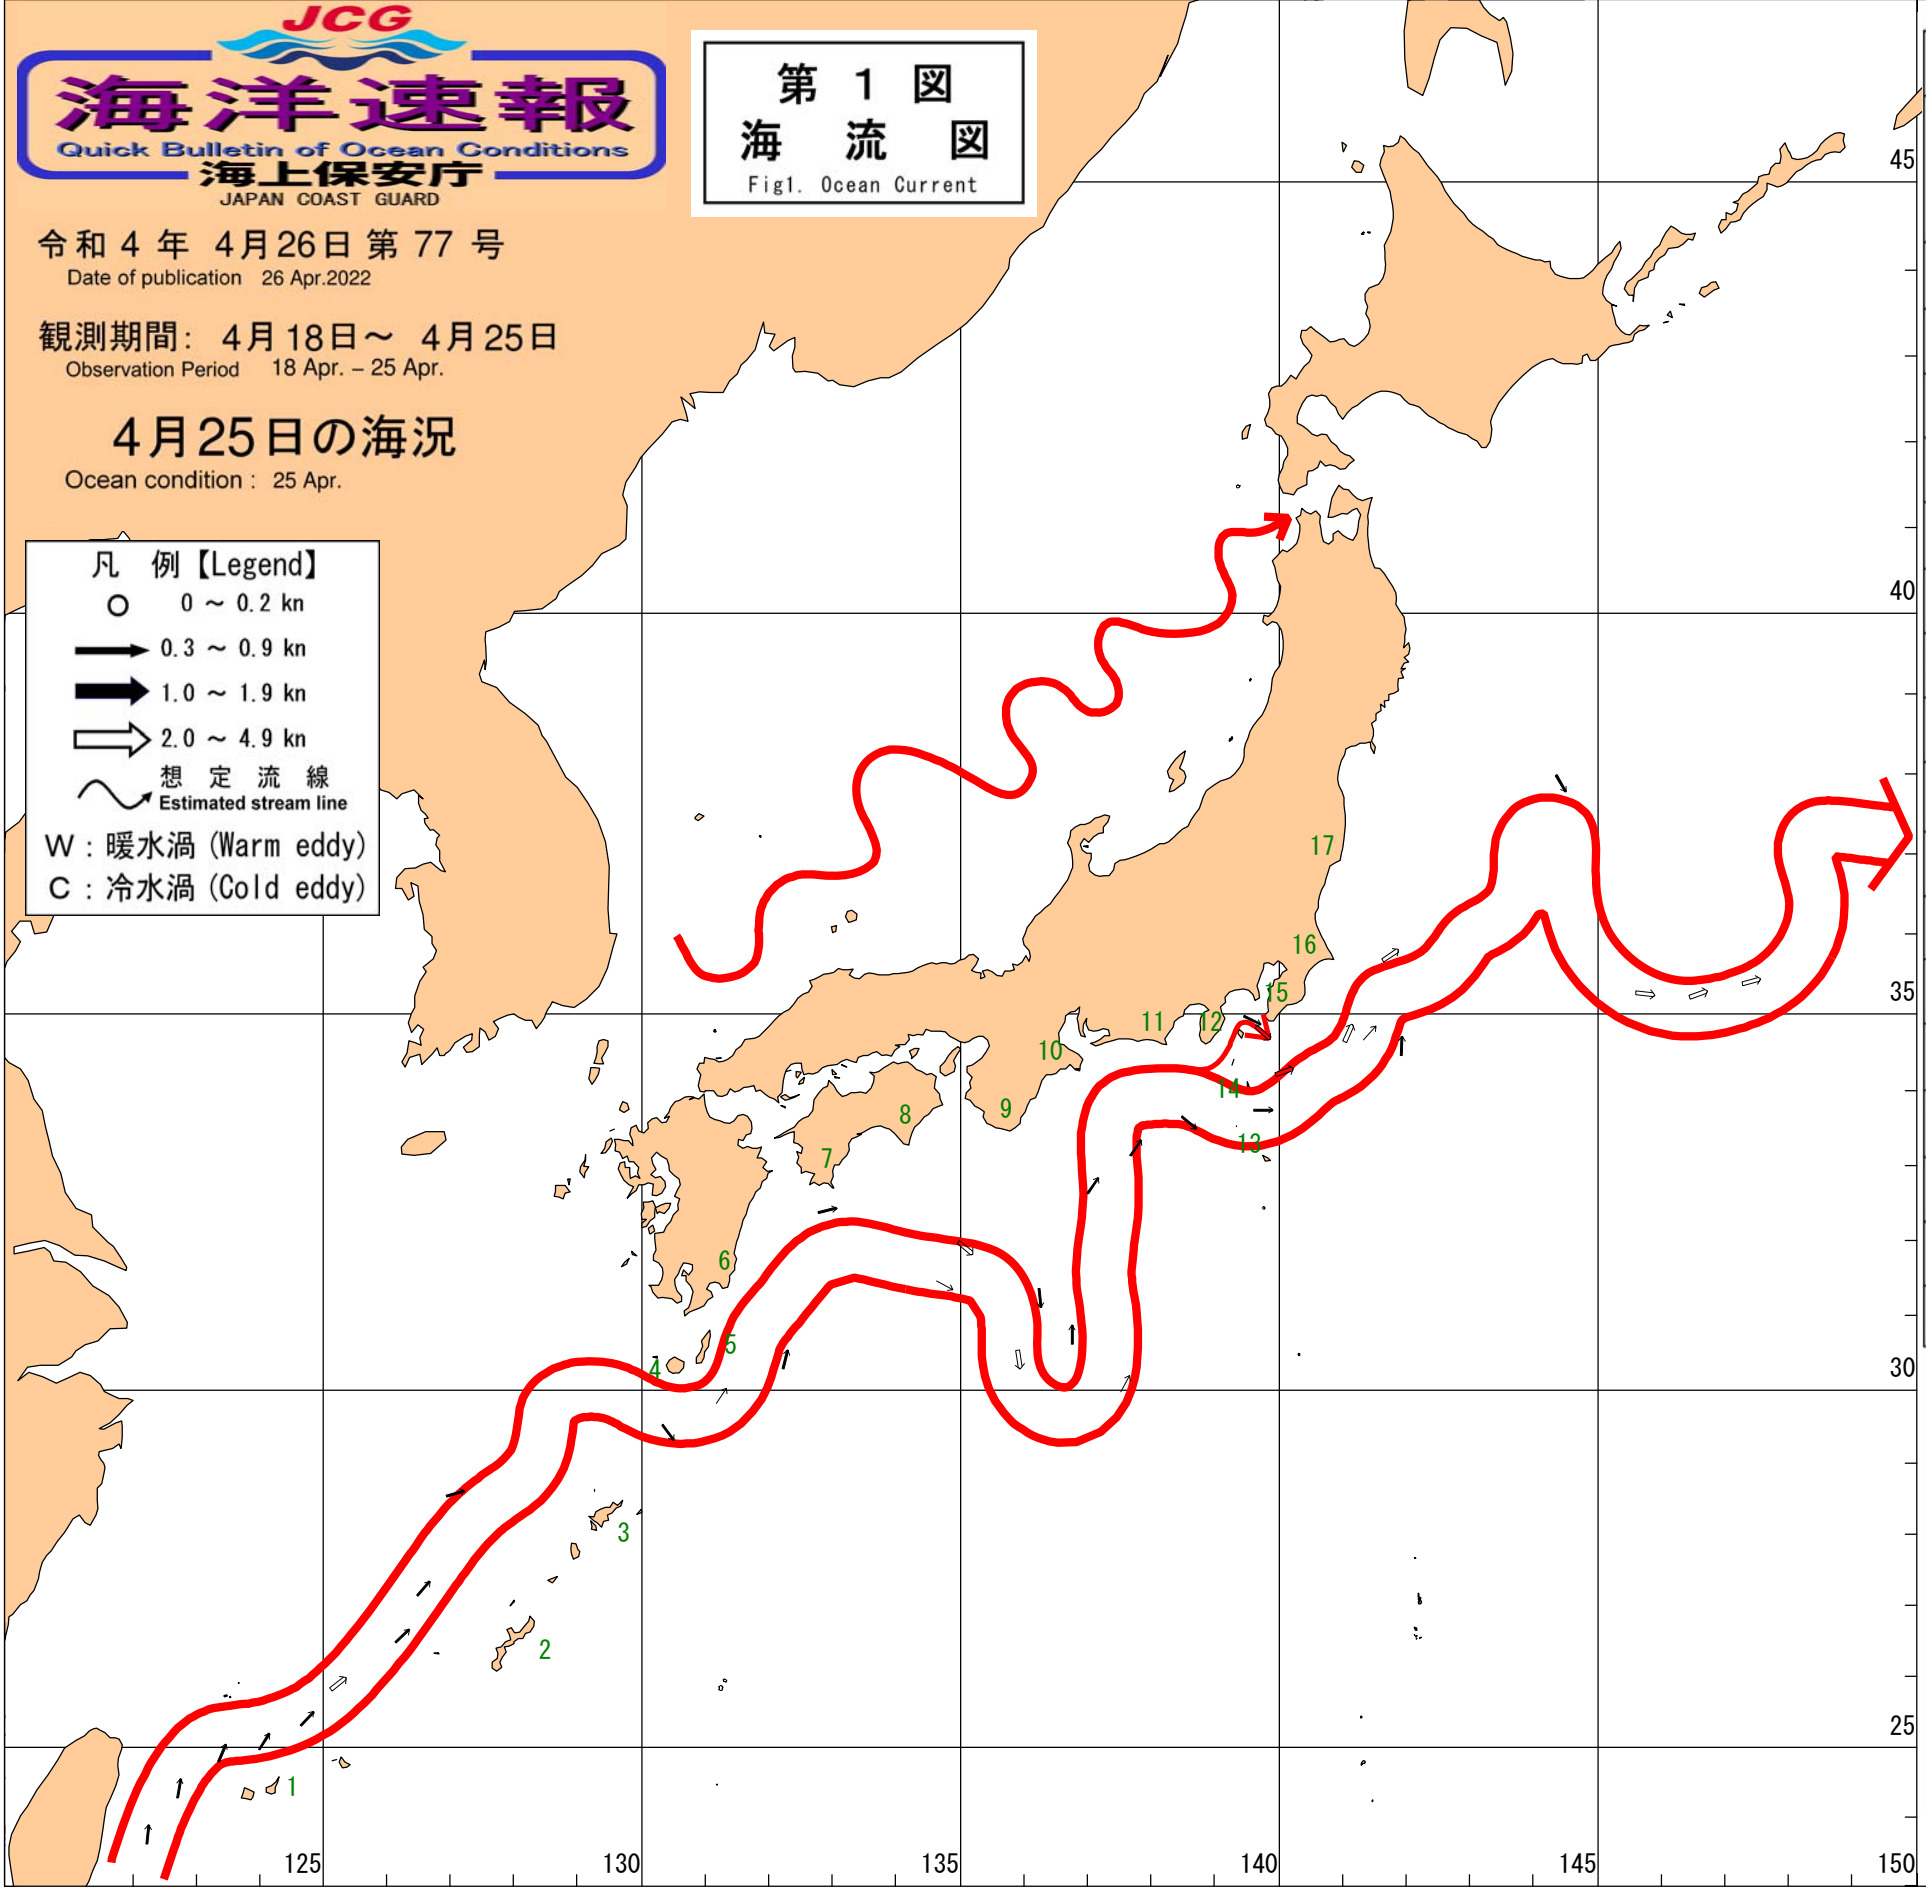 JCG
海洋速報
Quick Bulletin of Ocean Conditions
海上保安庁
JAPAN COAST GUARD
令和 4 年 4月26日 第 77 号
Date of publication 26 Apr.2022
観測期間: 4月18日～ 4月25日
Observation Period 18 Apr. – 25 Apr.
4月25日の海況
Ocean condition : 25 Apr.
第 1 図
海 流 図
Fig1. Ocean Current
凡 例【Legend】
0 ～ 0.2 kn
0.3 ～ 0.9 kn
1.0 ～ 1.9 kn
2.0 ～ 4.9 kn
想 定 流 線
Estimated stream line
W : 暖水渦 (Warm eddy)
C : 冷水渦 (Cold eddy)
45
40
17
16
35
15
12
11
10
14
9
8
13
7
6
5
4
30
3
2
25
1
125
130
135
140
145
150